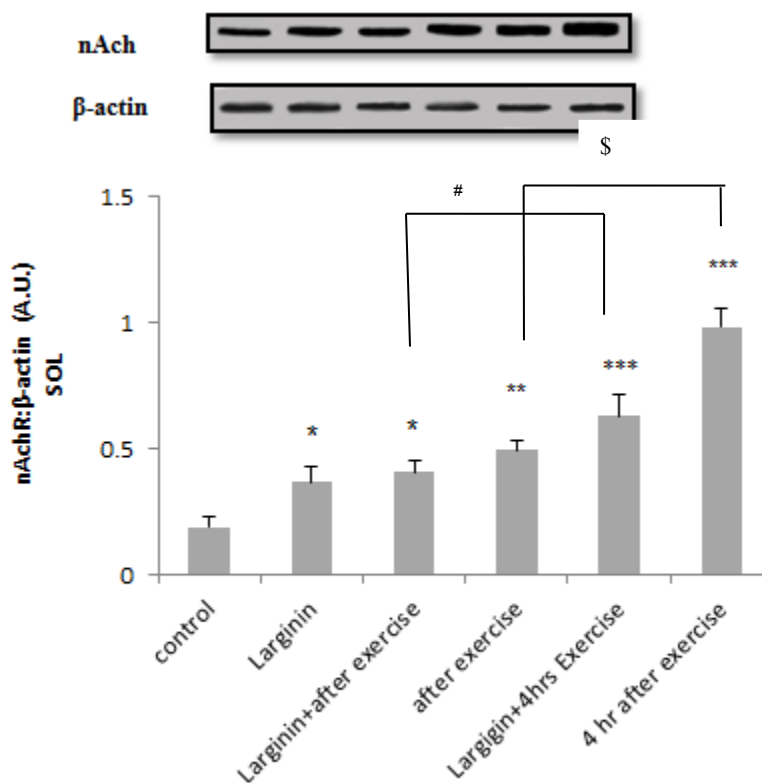 nAch
β-actin
$
#
1.5
1
0.5
0
nAchR:β-actin (A.U.)
SOL
*
*
**
***
***
control
Larginin
Larginin+after exercise
after exercise
Largigin+4hrs Exercise
4 hr after exercise